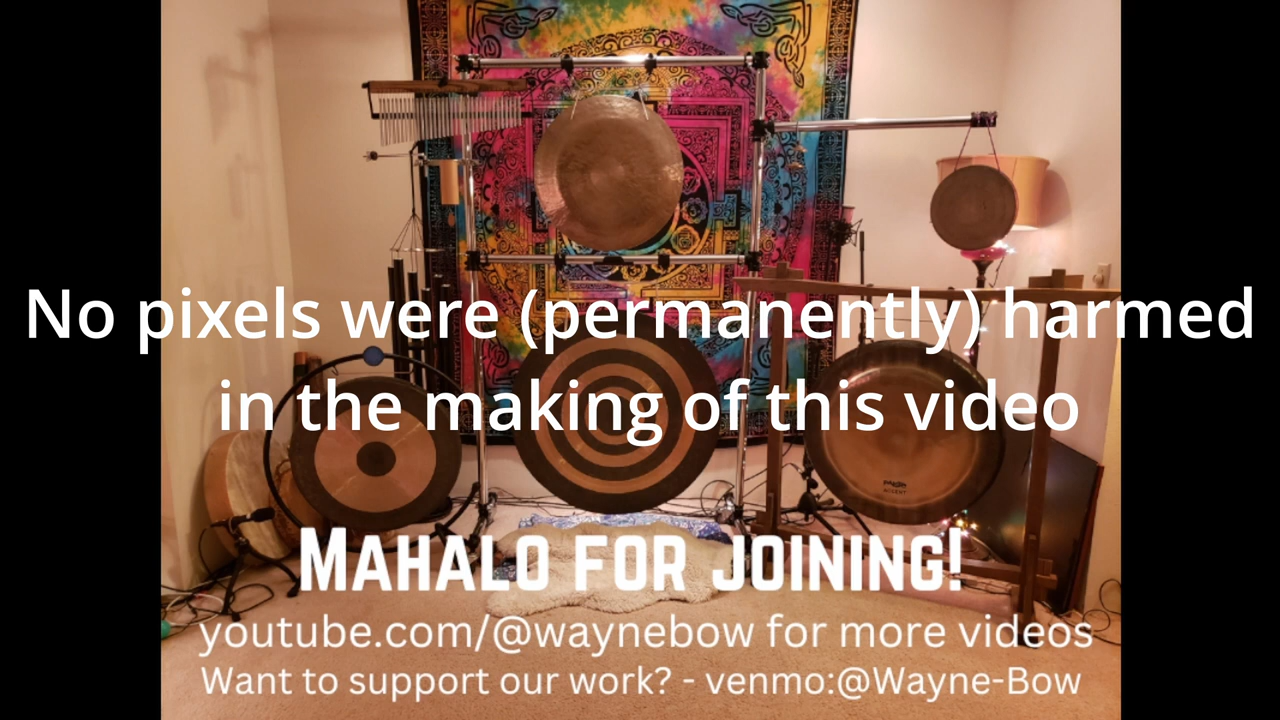 No pixels were (permanently) harmed
in the making of this video
ACCENT
MAHALO FOR JOINING!
youtube.com/@waynebow for more videos
Want to support our work? - venmo:@Wayne-Bow